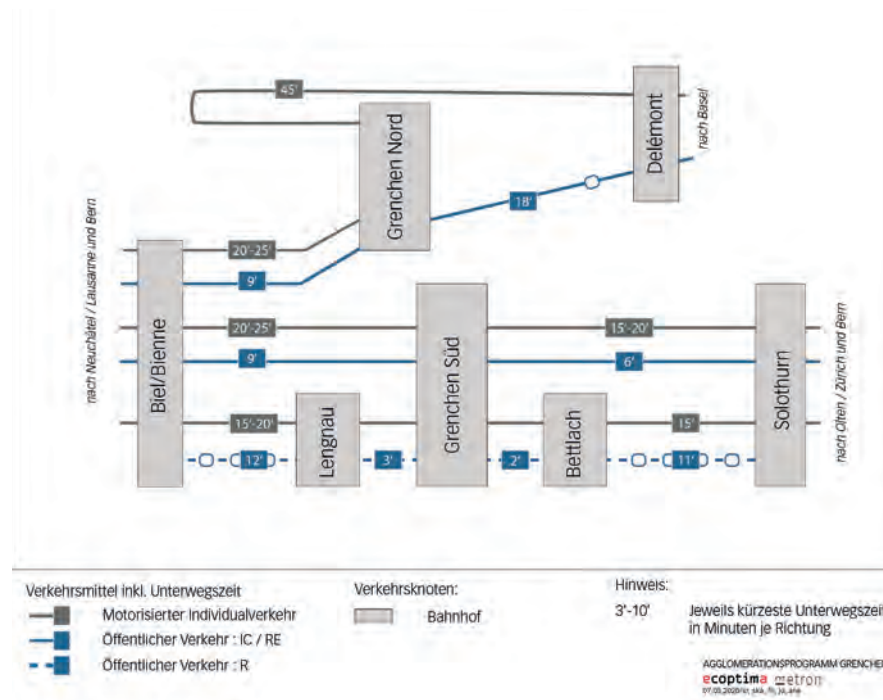 45'
Delémont
nach Basel
Grenchen Nord
18'
nach Neuchâtel / Lausanne und Bern
Biel/Bienne
20'-25'
9'
20'-25'
15'-20'
9'
6'
Grenchen Süd
Solothurn
nach Olten / Zürich und Bern
15'-20'
Lengnau
Bettlach
15'
12'
3'
2'
11'
Verkehrsmittel inkl. Unterwegszeit
Motorisierter Individualverkehr
Öffentlicher Verkehr : IC / RE
Öffentlicher Verkehr : R
Verkehrsknoten:
Bahnhof
Hinweis:
3'-10'
Jeweils kürzeste Unterwegszeit
in Minuten je Richtung
AGGLOMERATIONSPROGRAMM GRENCHEN
ecoptima metron